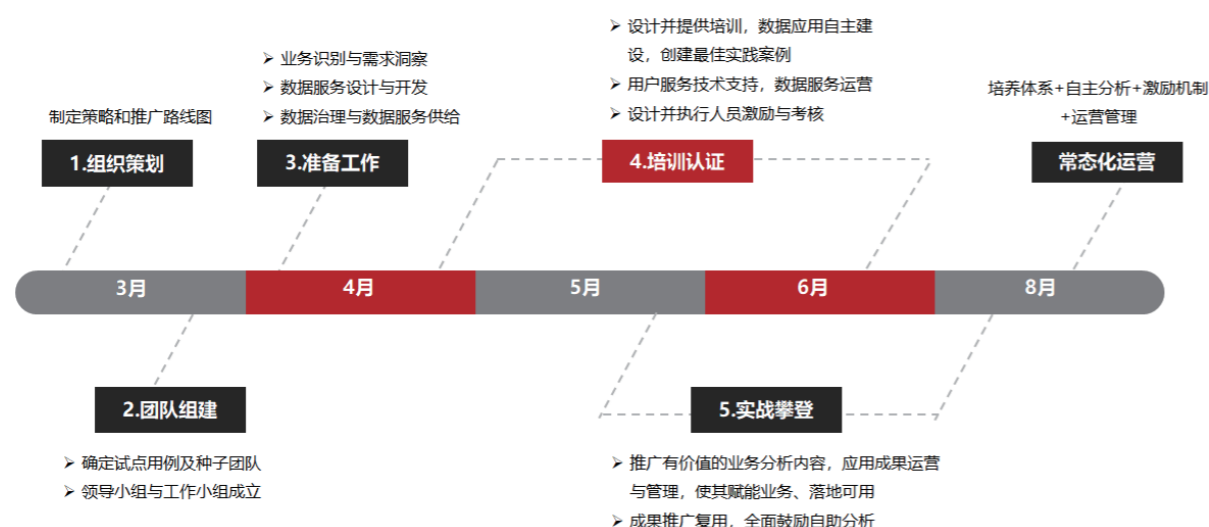 制定策略和推广路线图
1.组织策划
➢ 业务识别与需求洞察
➢ 数据服务设计与开发
➢ 数据治理与数据服务供给
3.准备工作
➢ 设计并提供培训，数据应用自主建
设，创建最佳实践案例
➢ 用户服务技术支持，数据服务运营
➢ 设计并执行人员激励与考核
4.培训认证
培养体系+自主分析+激励机制
+运营管理
常态化运营
3月
4月
5月
6月
8月
2.团队组建
➢ 确定试点用例及种子团队
➢ 领导小组与工作小组成立
5.实战攀登
➢ 推广有价值的业务分析内容，应用成果运营
与管理，使其赋能业务、落地可用
➢ 成果推广复用，全面鼓励自助分析